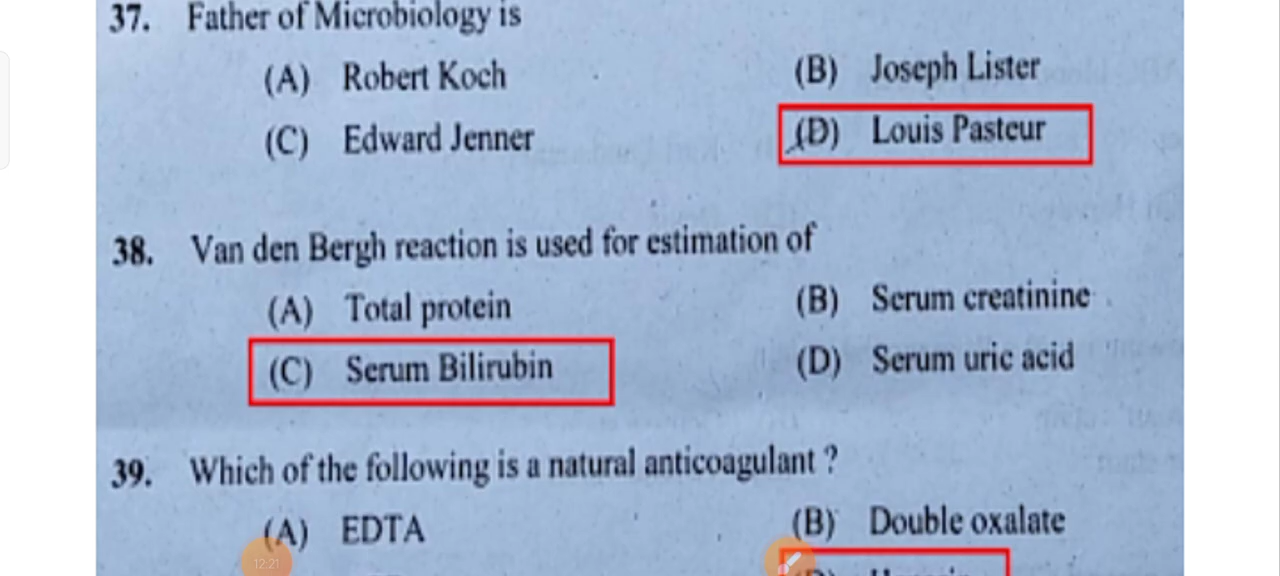 37. Father of Microbiology is
(A) Robert Koch (B) Joseph Lister
(C) Edward Jenner (D) Louis Pasteur
38. Van den Bergh reaction is used for estimation of
(A) Total protein (B) Serum creatinine
(C) Serum Bilirubin (D) Serum uric acid
39. Which of the following is a natural anticoagulant ?
(A) EDTA (B) Double oxalate
12:21